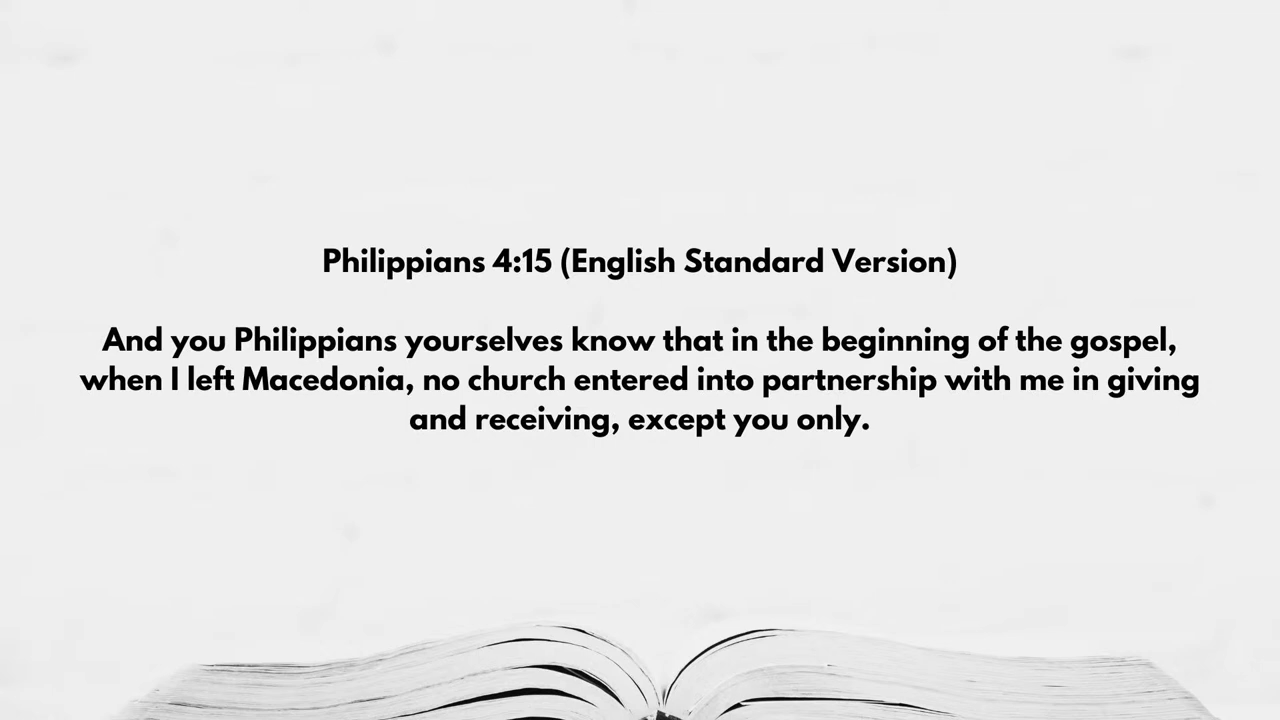 Philippians 4:15 (English Standard Version)
And you Philippians yourselves know that in the beginning of the gospel,
when I left Macedonia, no church entered into partnership with me in giving
and receiving, except you only.